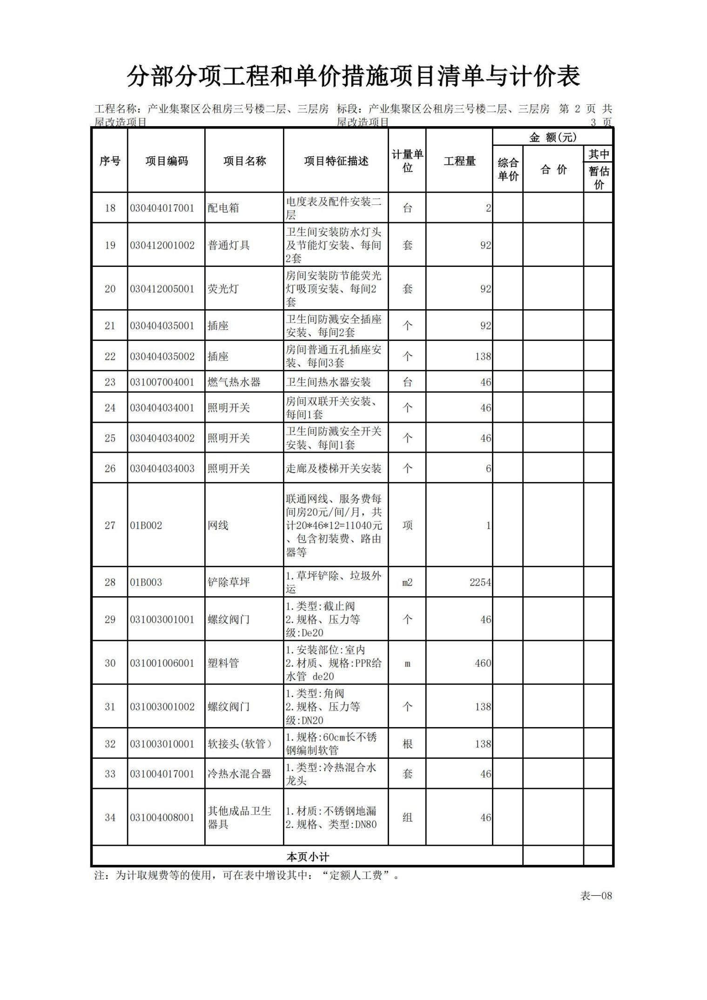 分部分项工程和单价措施项目清单与计价表
工程名称：产业集聚区公租房三号楼二层、三层房 标段：产业集聚区公租房三号楼二层、三层房 第 2 页 共
屋改造项目 屋改造项目 3 页
序号 项目编码 项目名称 项目特征描述 计量单位 工程量 金 额(元)
综合单价 合 价 其中
暂估价
18 030404017001 配电箱 电度表及配件安装二
层 台 2
19 030412001002 普通灯具 卫生间安装防水灯头
及节能灯安装、每间
2套 套 92
20 030412005001 荧光灯 房间安装防节能荧光
灯吸顶安装、每间2
套 套 92
21 030404035001 插座 卫生间防溅安全插座
安装、每间2套 个 92
22 030404035002 插座 房间普通五孔插座安
装、每间3套 个 138
23 031007004001 燃气热水器 卫生间热水器安装 台 46
24 030404034001 照明开关 房间双联开关安装、
每间1套 个 46
25 030404034002 照明开关 卫生间防溅安全开关
安装、每间1套 个 46
26 030404034003 照明开关 走廊及楼梯开关安装 个 6
27 01B002 网线 联通网线、服务费每
间房20元/间/月，共
计20*46*12=11040元
、包含初装费、路由
器等 项 1
28 01B003 铲除草坪 1.草坪铲除、垃圾外
运 m2 2254
29 031003001001 螺纹阀门 1.类型:截止阀
2.规格、压力等
级:De20 个 46
30 031001006001 塑料管 1.安装部位:室内
2.材质、规格:PPR给
水管 de20 m 460
31 031003001002 螺纹阀门 1.类型:角阀
2.规格、压力等
级:DN20 个 138
32 031003010001 软接头(软管） 1.规格:60cm长不锈
钢编制软管 根 138
33 031004017001 冷热水混合器 1.类型:冷热混合水
龙头 套 46
34 031004008001 其他成品卫生
器具 1.材质:不锈钢地漏
2.规格、类型:DN80 组 46
本页小计
注：为计取规费等的使用，可在表中增设其中：“定额人工费”。
表—08